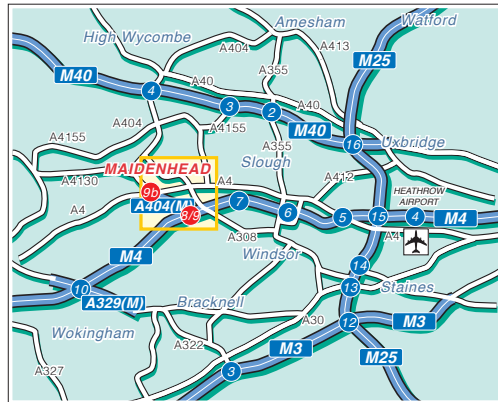 Amesham
Watford
High Wycombe
A404
A413
M25
A355
M40
A40
4
3
2
A40
A404
A4155
M40
A4155
16
Uxbridge
A355
Slough
MAIDENHEAD
A4130
9b
A4
A412
HEATHROW
AIRPORT
A404(M)
8/9
7
6
5
15
4
M4
A4
A308
A4
M4
Windsor
14
13
Staines
10
A329(M)
Bracknell
A30
12
Wokingham
A322
M3
M3
M25
A327
3